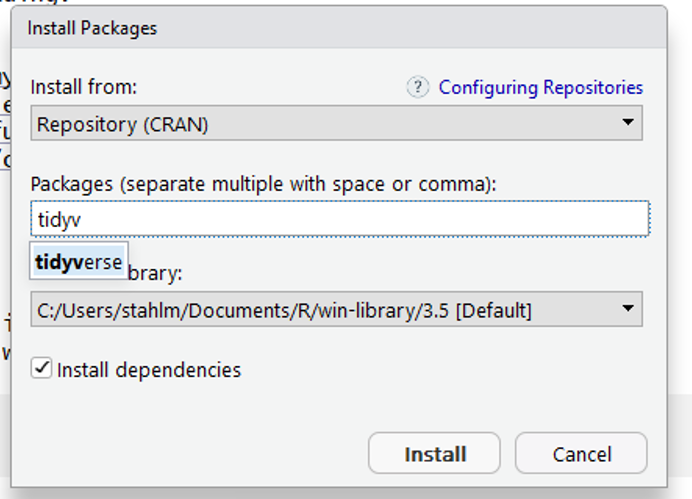 Install Packages
Install from:
? Configuring Repositories
Repository (CRAN)
Packages (separate multiple with space or comma):
tidyv
tidyverse
brary:
C:/Users/stahlm/Documents/R/win-library/3.5 [Default]
Install dependencies
Install
Cancel